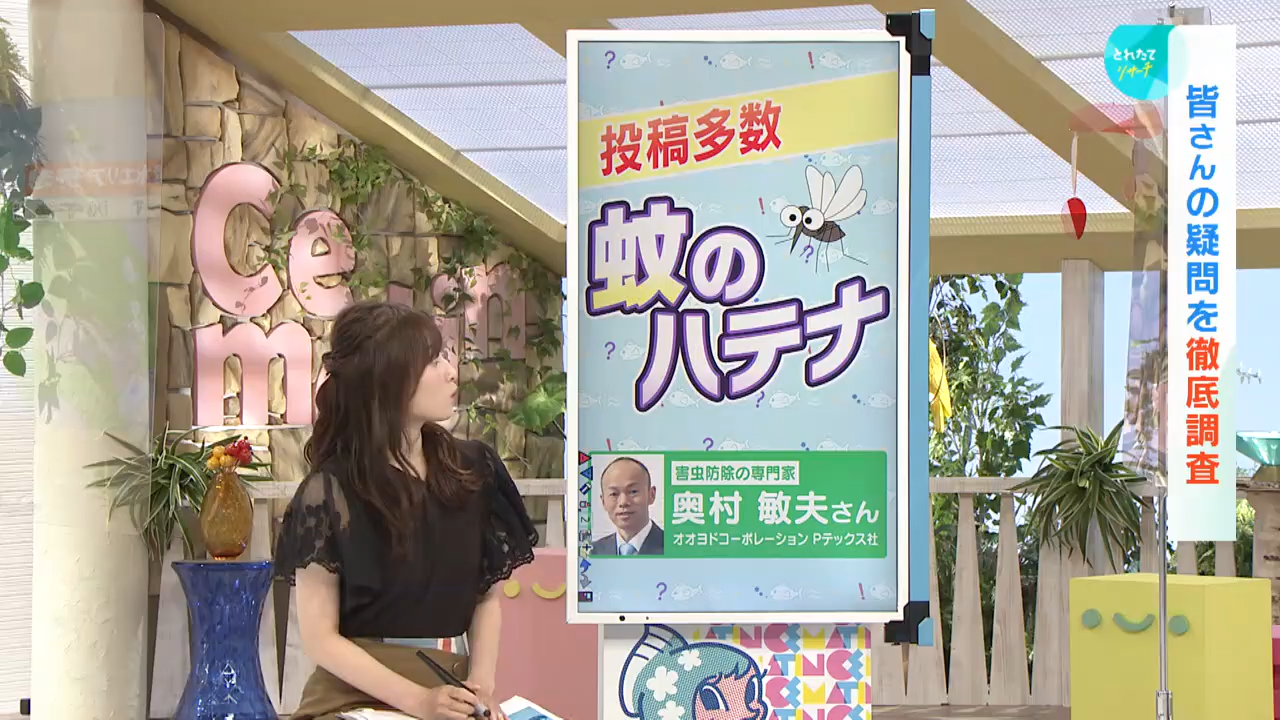 とれたて
リサーチ
皆さんの疑問を徹底調査
投稿多数
蚊の
ハテナ
害虫防除の専門家
奥村 敏夫さん
オオヨドコーポレーション Pテックス社
Ce
m